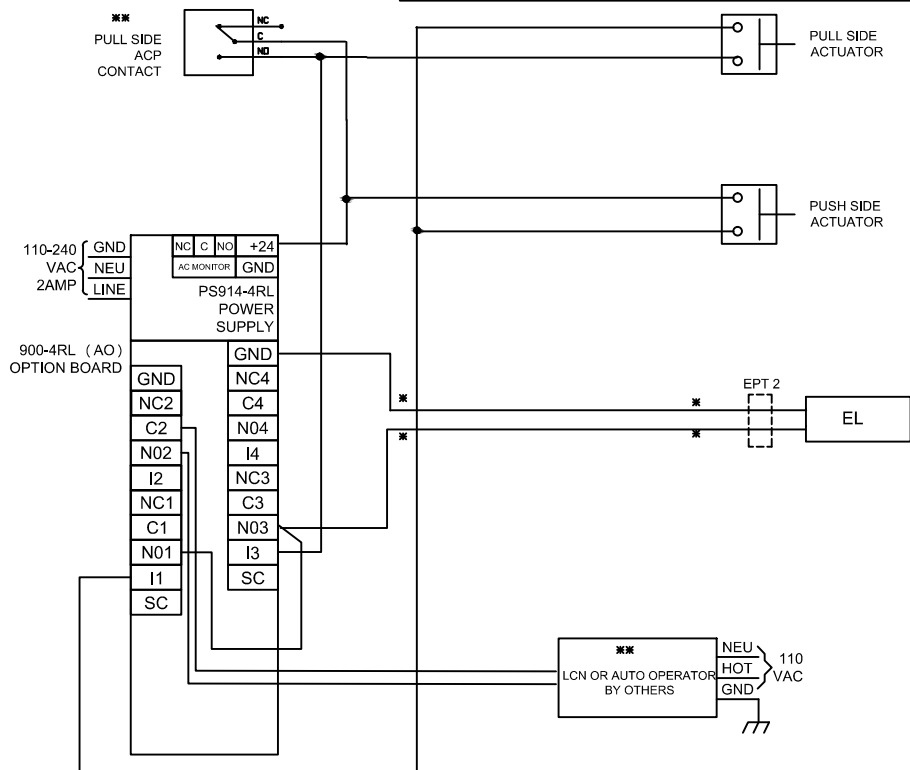 **
PULL SIDE
ACP
CONTACT
NC
C
NO
PULL SIDE
ACTUATOR
PUSH SIDE
ACTUATOR
110-240
VAC
2AMP
GND
NEU
LINE
NC C NO +24
AC MONITOR GND
PS914-4RL
POWER
SUPPLY
900-4RL (AO)
OPTION BOARD
GND
NC2
C2
N02
I2
NC1
C1
N01
I1
SC
GND
NC4
C4
N04
I4
NC3
C3
N03
I3
SC
*
*
*
*
EPT 2
EL
**
LCN OR AUTO OPERATOR
BY OTHERS
NEU
HOT
GND
110
VAC